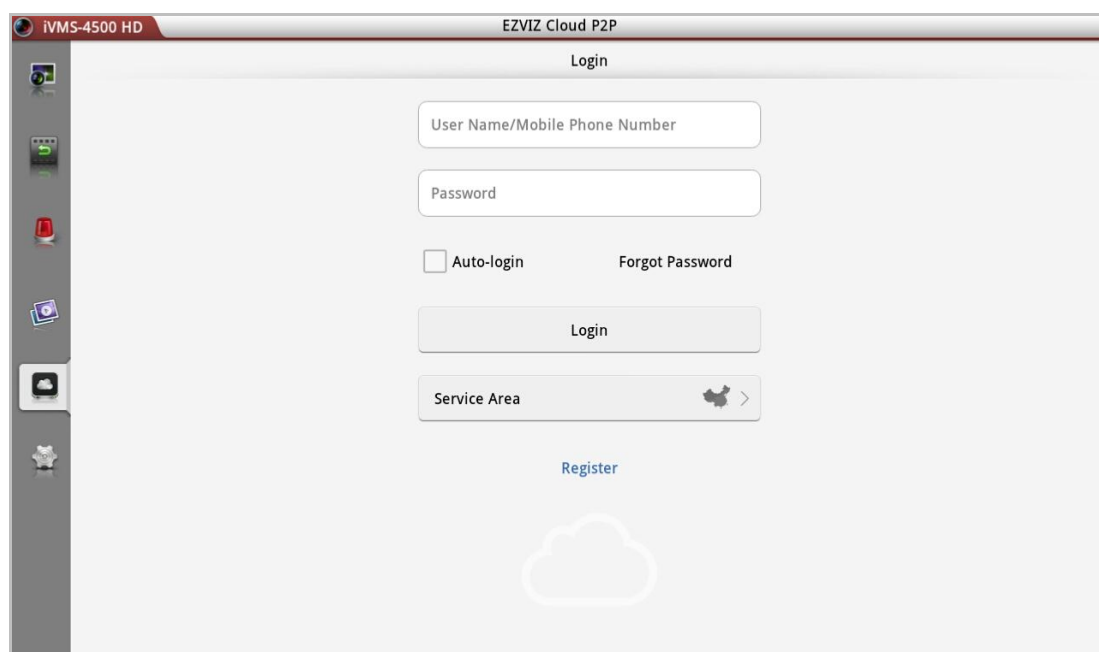 iVMS-4500 HD
EZVIZ Cloud P2P
Login
User Name/Mobile Phone Number
Password
Auto-login Forgot Password
Login
Service Area
Register